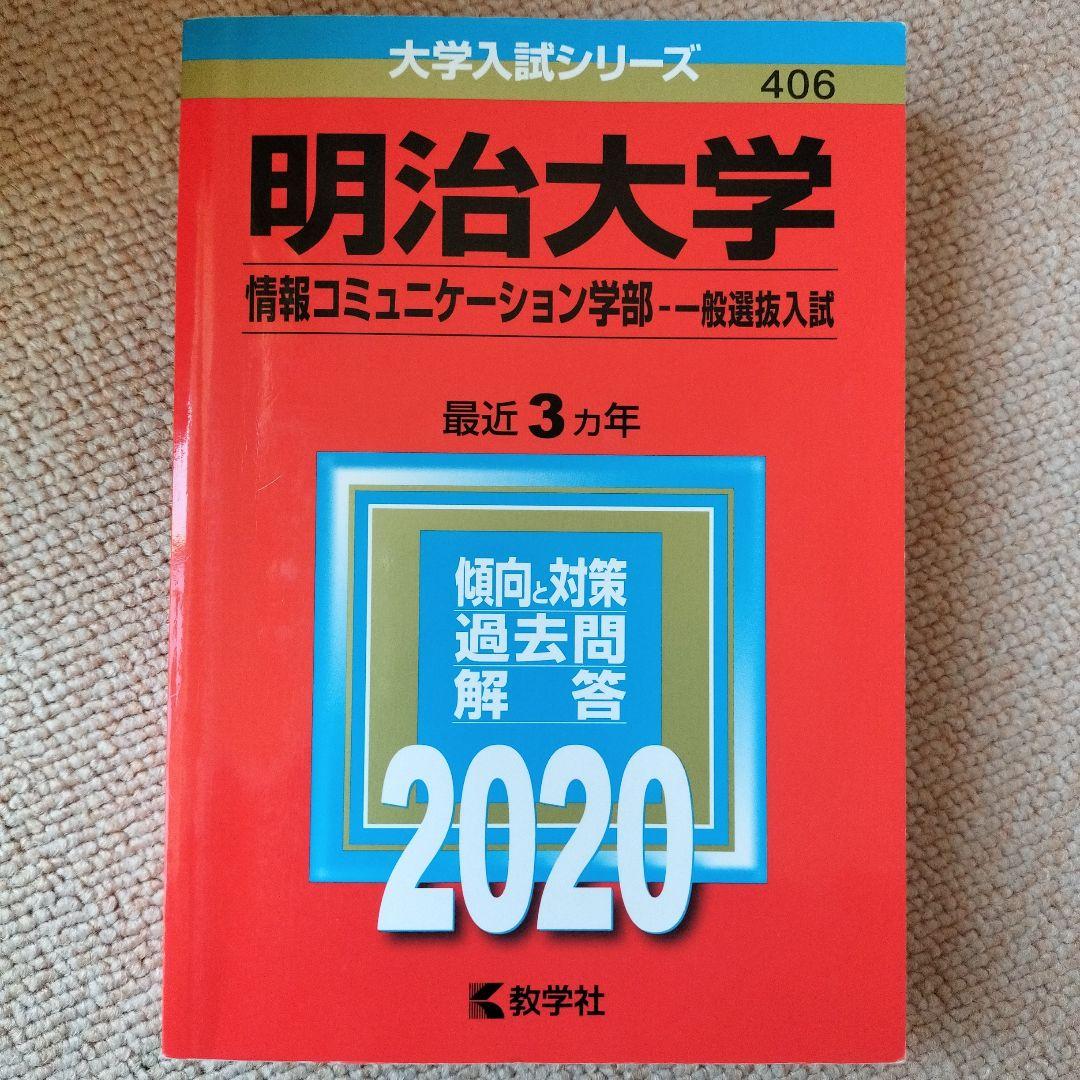 大学入試シリーズ
406
明治大学
情報コミュニケーション学部-一般選抜入試
最近3ヵ年
傾向と対策
過去問
解答
2020
教学社